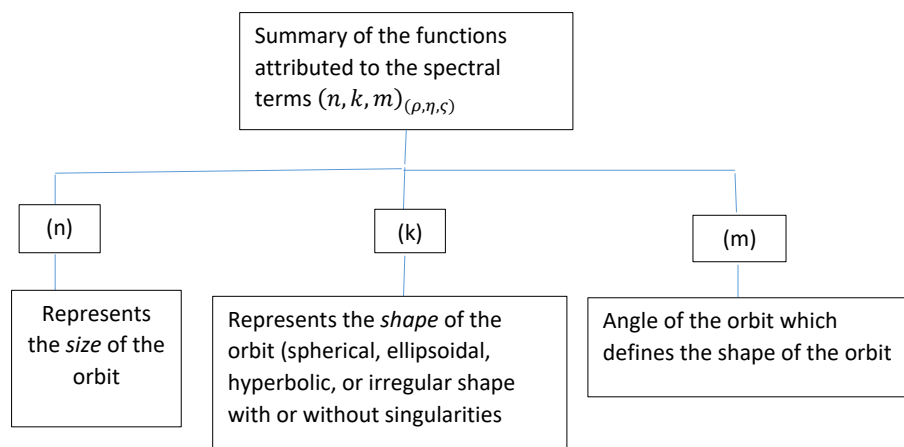 Summary of the functions
attributed to the spectral
terms (n, k, m)(ρ,η,ς)
(n)
(k)
(m)
Represents
the size of the
orbit
Represents the shape of the
orbit (spherical, ellipsoidal,
hyperbolic, or irregular shape
with or without singularities
Angle of the orbit which
defines the shape of the orbit